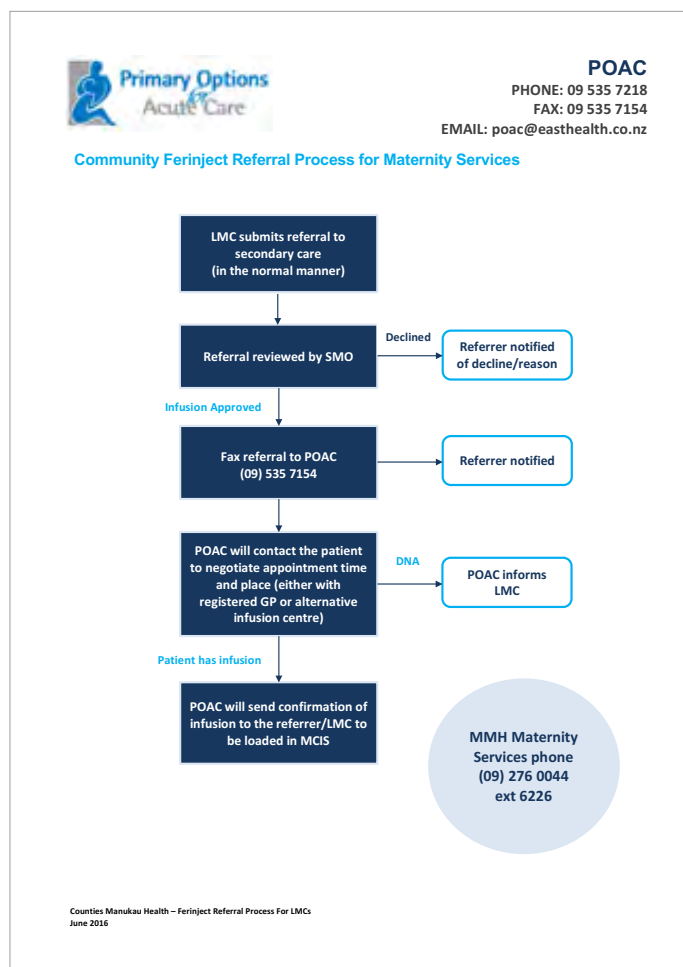 Primary Options
for
Acute Care
POAC
PHONE: 09 535 7218
FAX: 09 535 7154
EMAIL: poac@easthealth.co.nz
Community Ferinject Referral Process for Maternity Services
LMC submits referral to
secondary care
(in the normal manner)
Referral reviewed by SMO
Declined
Referrer notified
of decline/reason
Infusion Approved
Fax referral to POAC
(09) 535 7154
Referrer notified
POAC will contact the patient
to negotiate appointment time
and place (either with
registered GP or alternative
infusion centre)
DNA
POAC informs
LMC
Patient has infusion
POAC will send confirmation of
infusion to the referrer/LMC to
be loaded in MCIS
MMH Maternity
Services phone
(09) 276 0044
ext 6226
Counties Manukau Health – Ferinject Referral Process For LMCs
June 2016